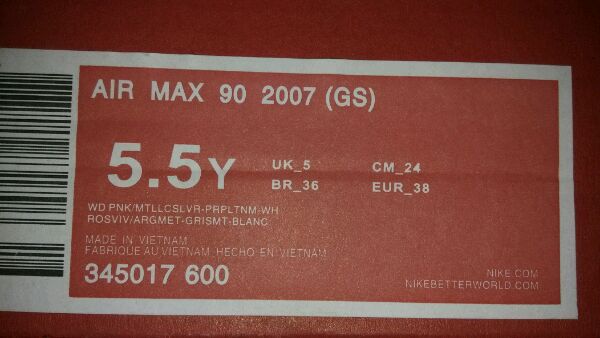 AIR MAX 90 2007 (GS)
5.5Y
UK_5
CM_24
BR_36
EUR_38
WD PNK/MTLLCSLVR-PRPLTNM-WH
ROSVIV/ARGMET-GRISMT-BLANC
MADE IN VIETNAM
FABRIQUE AU VIETNAM, HECHO EN VIETNAM
345017 600
NIKE.COM
NIKEBETTERWORLD.COM